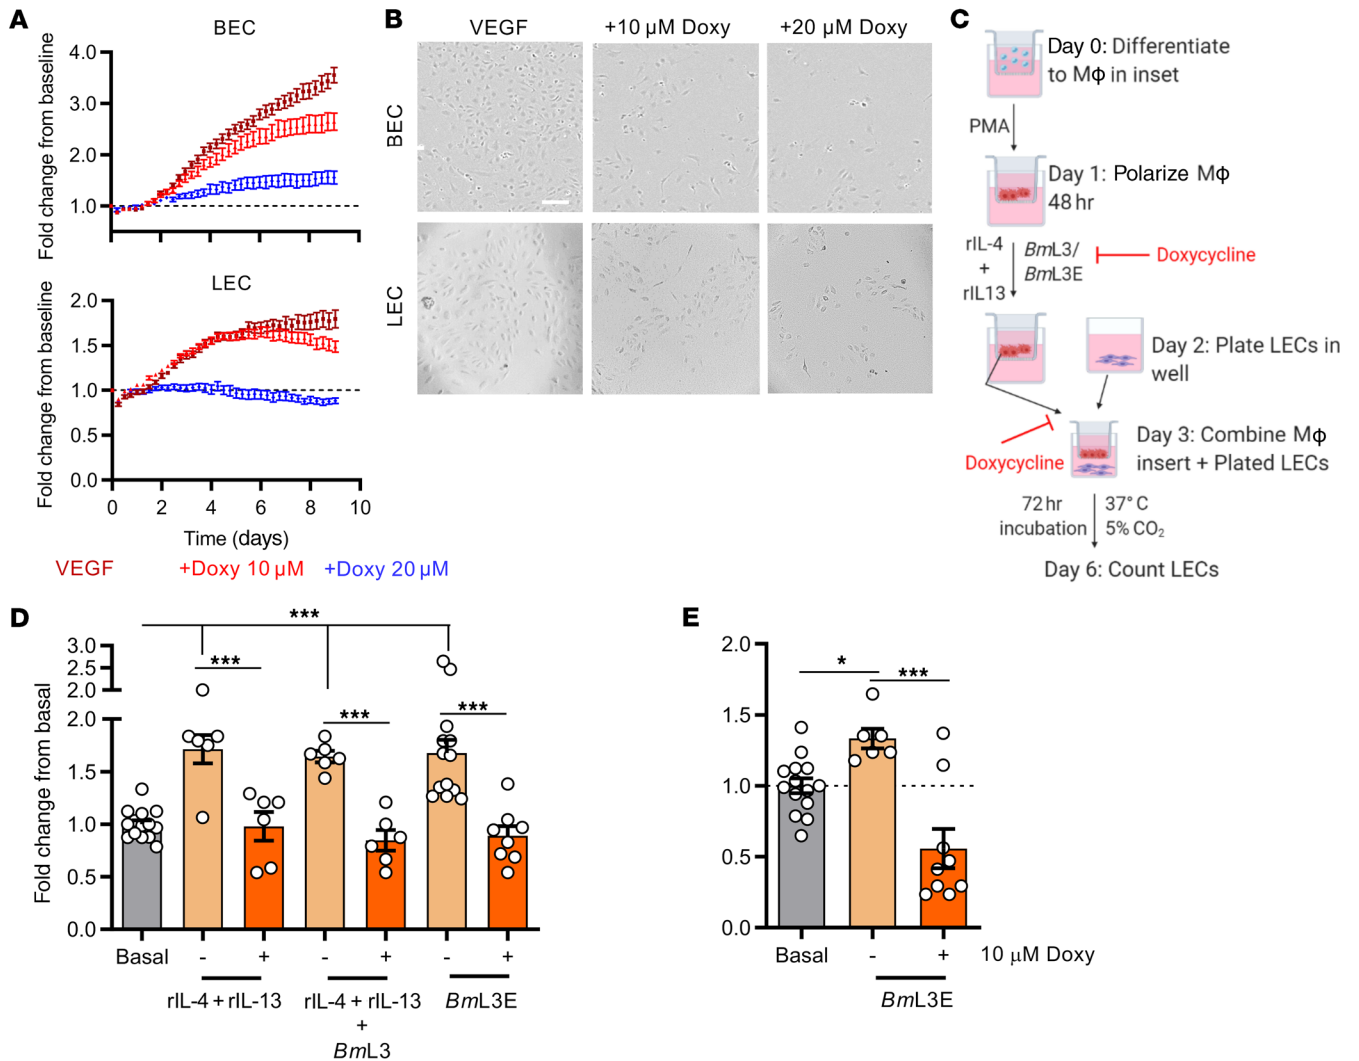 A
BEC
Fold change from baseline
4.0
3.0
2.0
1.0
LEC
Fold change from baseline
2.0
1.5
1.0
0.5
0.0
0 2 4 6 8 10
Time (days)
VEGF +Doxy 10 µM +Doxy 20 µM
B
VEGF +10 µM Doxy +20 µM Doxy
BEC
LEC
C
Day 0: Differentiate
to Mϕ in inset
PMA
Day 1: Polarize Mϕ
48 hr
rIL-4
+
rIL13
BmL3/
BmL3E
Doxycycline
Day 2: Plate LECs in
well
Doxycycline
Day 3: Combine Mϕ
insert + Plated LECs
72 hr
incubation
37° C
5% CO₂
Day 6: Count LECs
D
***
*** *** ***
Fold change from basal
3.0
2.5
2.0
2.0
1.5
1.0
0.5
0.0
Basal - + - + - +
rIL-4 + rIL-13
rIL-4 + rIL-13
+
BmL3
BmL3E
E
* ***
2.0
1.5
1.0
0.5
0.0
Basal - + 10 µM Doxy
BmL3E